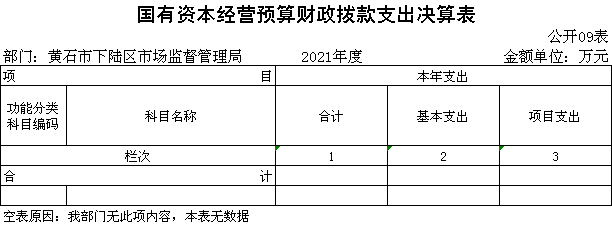 国有资本经营预算财政拨款支出决算表
公开09表
部门：黄石市下陆区市场监督管理局 2021年度 金额单位：万元
项 目 本年支出
功能分类科目编码 科目名称 合计 基本支出 项目支出
栏次 1 2 3
合 计
空表原因：我部门无此项内容，本表无数据